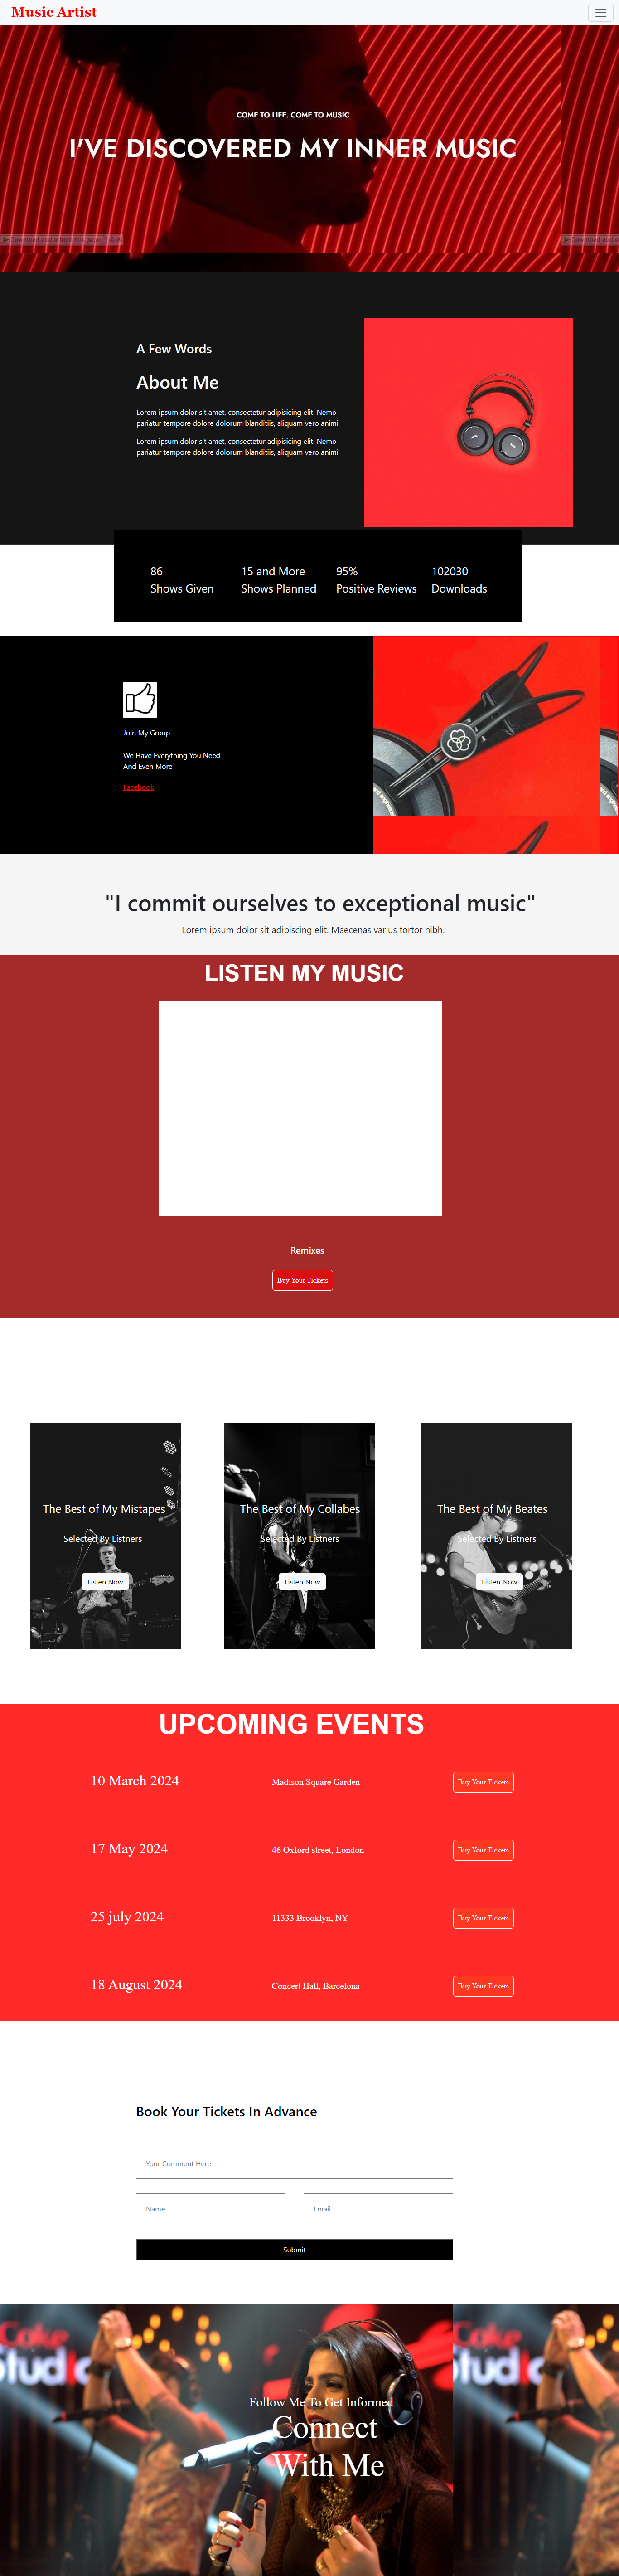 Music Artist
COME TO LIFE. COME TO MUSIC
I'VE DISCOVERED MY INNER MUSIC
Download audio from this page
Download audio
A Few Words
About Me
Lorem ipsum dolor sit amet, consectetur adipisicing elit. Nemo
pariatur tempore dolore dolorum blanditiis, aliquam vero animi
Lorem ipsum dolor sit amet, consectetur adipisicing elit. Nemo
pariatur tempore dolore dolorum blanditiis, aliquam vero animi
86
Shows Given
15 and More
Shows Planned
95%
Positive Reviews
102030
Downloads
Join My Group
We Have Everything You Need
And Even More
Facebook
"I commit ourselves to exceptional music"
Lorem ipsum dolor sit adipiscing elit. Maecenas varius tortor nibh.
LISTEN MY MUSIC
Remixes
Buy Your Tickets
The Best of My Mistapes
Selected By Listners
Listen Now
The Best of My Collabes
Selected By Listners
Listen Now
The Best of My Beates
Selected By Listners
Listen Now
UPCOMING EVENTS
10 March 2024
Madison Square Garden
Buy Your Tickets
17 May 2024
46 Oxford street, London
Buy Your Tickets
25 july 2024
11333 Brooklyn, NY
Buy Your Tickets
18 August 2024
Concert Hall, Barcelona
Buy Your Tickets
Book Your Tickets In Advance
Your Comment Here
Name
Email
Submit
Follow Me To Get Informed
Connect
With Me